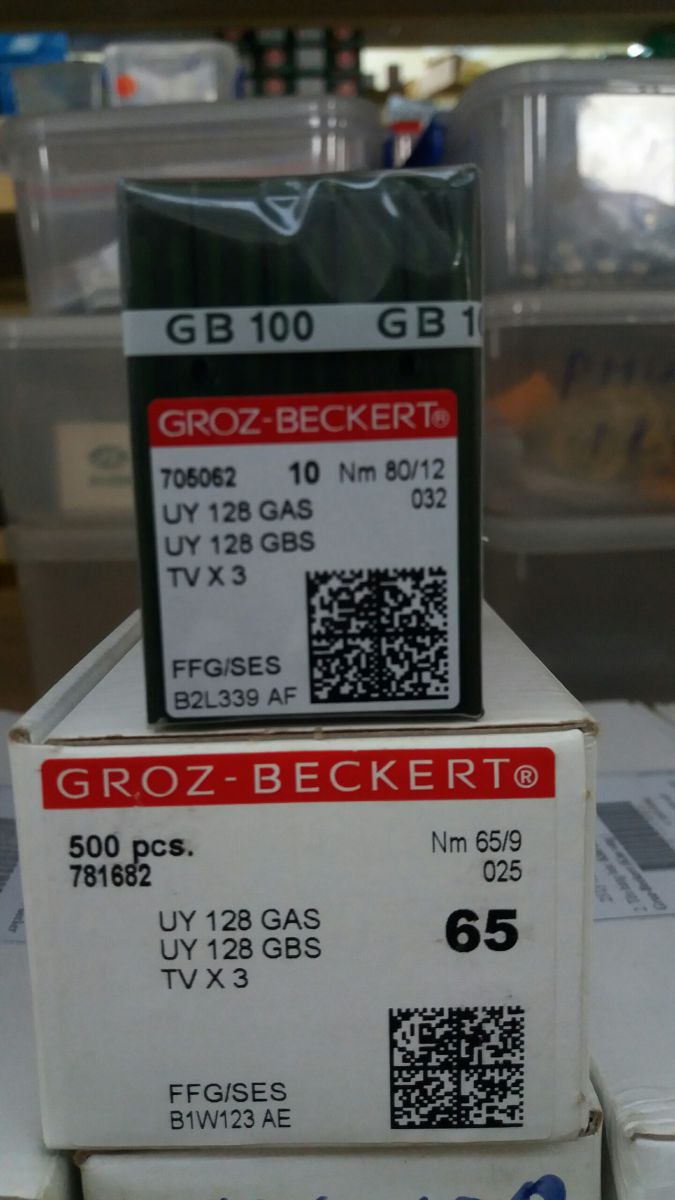 GB 100 GB 10
GROZ-BECKERT®
705062 10 Nm 80/12
032
UY 128 GAS
UY 128 GBS
TV X 3
FFG/SES
B2L339 AF
GROZ-BECKERT®
500 pcs. Nm 65/9
781682 025
UY 128 GAS 65
UY 128 GBS
TV X 3
FFG/SES
B1W123 AE